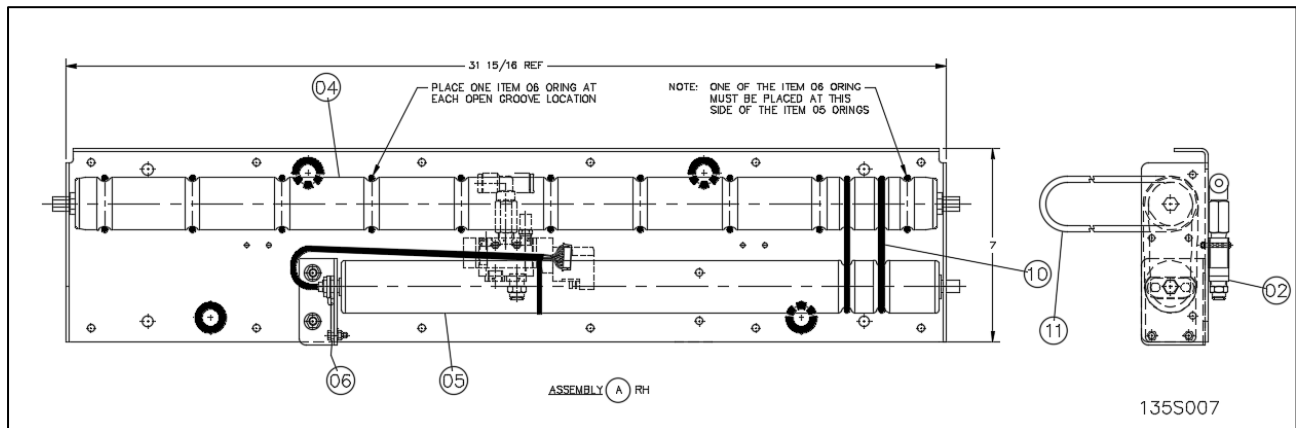 31 15/16 REF
04
PLACE ONE ITEM 06 ORING AT
EACH OPEN GROOVE LOCATION
NOTE: ONE OF THE ITEM 06 ORING
MUST BE PLACED AT THIS
SIDE OF THE ITEM 05 ORINGS
7
10
02
11
06
05
ASSEMBLY A RH
135S007